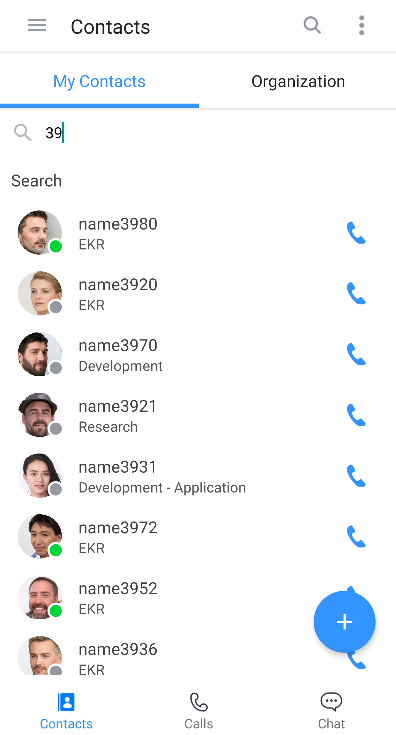 Contacts
My Contacts
Organization
39
Search
name3980
EKR
name3920
EKR
name3970
Development
name3921
Research
name3931
Development - Application
name3972
EKR
name3952
EKR
name3936
EKR
Contacts
Calls
Chat